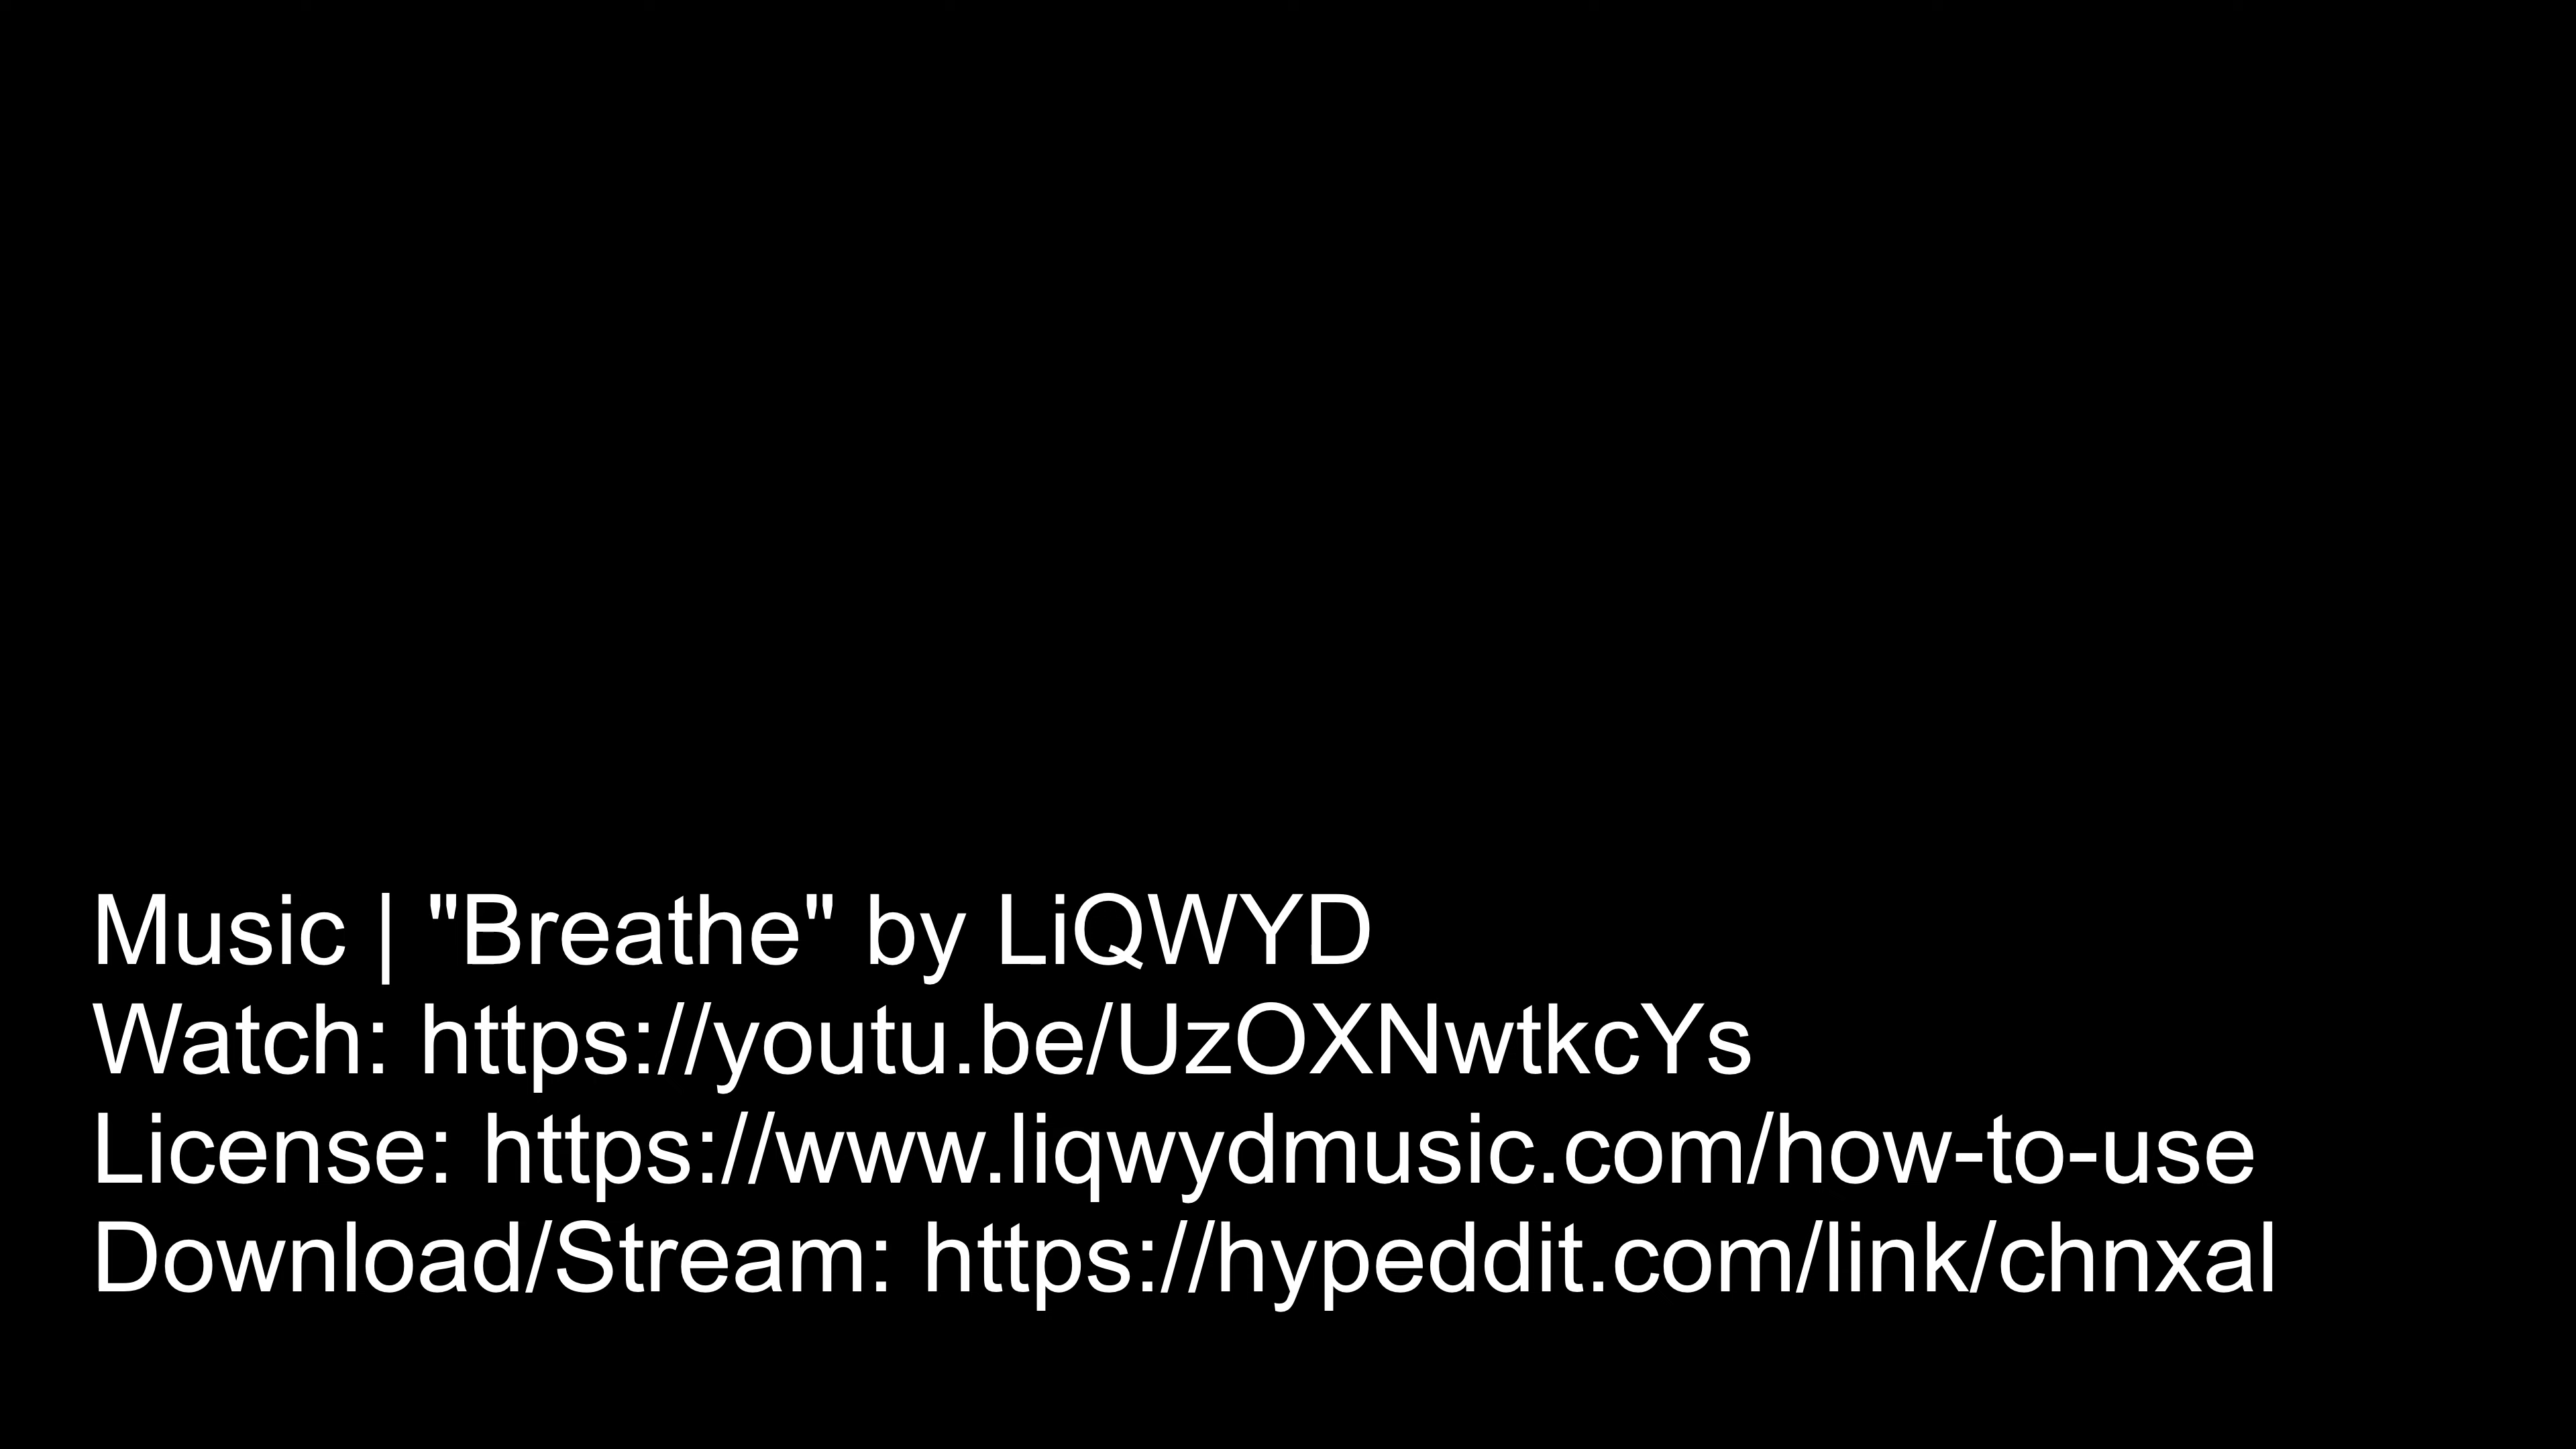 Music | "Breathe" by LiQWYD
Watch: https://youtu.be/UzOXNwtkcYs
License: https://www.liqwydmusic.com/how-to-use
Download/Stream: https://hypeddit.com/link/chnxal